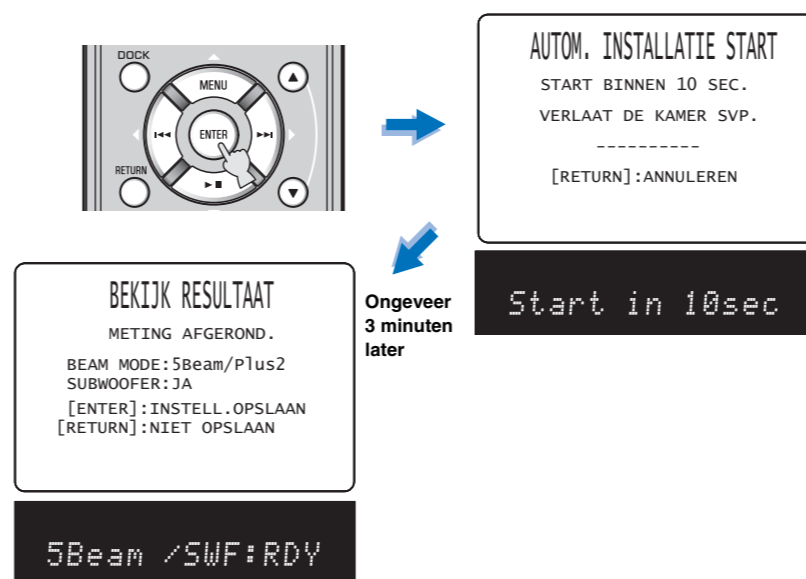 DOCK
MENU
ENTER
RETURN
AUTOM. INSTALLATIE START
START BINNEN 10 SEC.
VERLAAT DE KAMER SVP.
----------
[RETURN]:ANNULEREN
Start in 10sec
Ongeveer
3 minuten
later
BEKIJK RESULTAAT
METING AFGEROND.
BEAM MODE:5Beam/Plus2
SUBWOOFER:JA
[ENTER]:INSTELL.OPSLAAN
[RETURN]:NIET OPSLAAN
5Beam /SWF:RDY